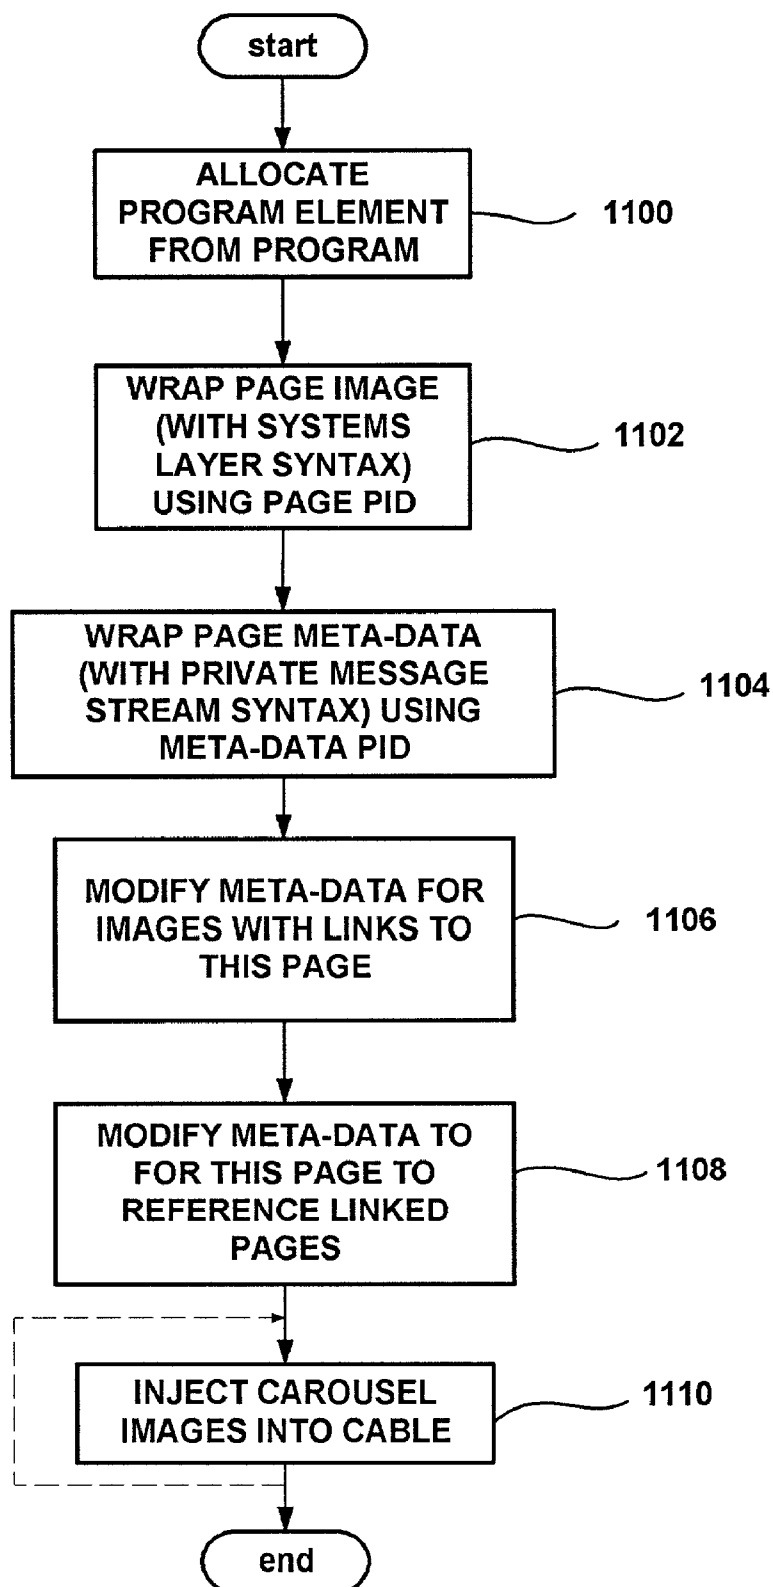 start
ALLOCATE
PROGRAM ELEMENT
FROM PROGRAM
1100
WRAP PAGE IMAGE
(WITH SYSTEMS
LAYER SYNTAX)
USING PAGE PID
1102
WRAP PAGE META-DATA
(WITH PRIVATE MESSAGE
STREAM SYNTAX) USING
META-DATA PID
1104
MODIFY META-DATA FOR
IMAGES WITH LINKS TO
THIS PAGE
1106
MODIFY META-DATA TO
FOR THIS PAGE TO
REFERENCE LINKED
PAGES
1108
INJECT CAROUSEL
IMAGES INTO CABLE
1110
end